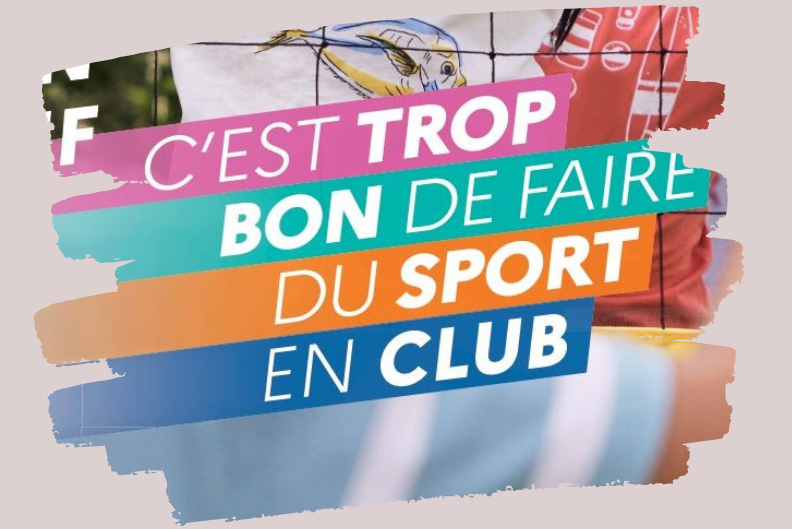 C'EST TROP
BON DE FAIRE
DU SPORT
EN CLUB